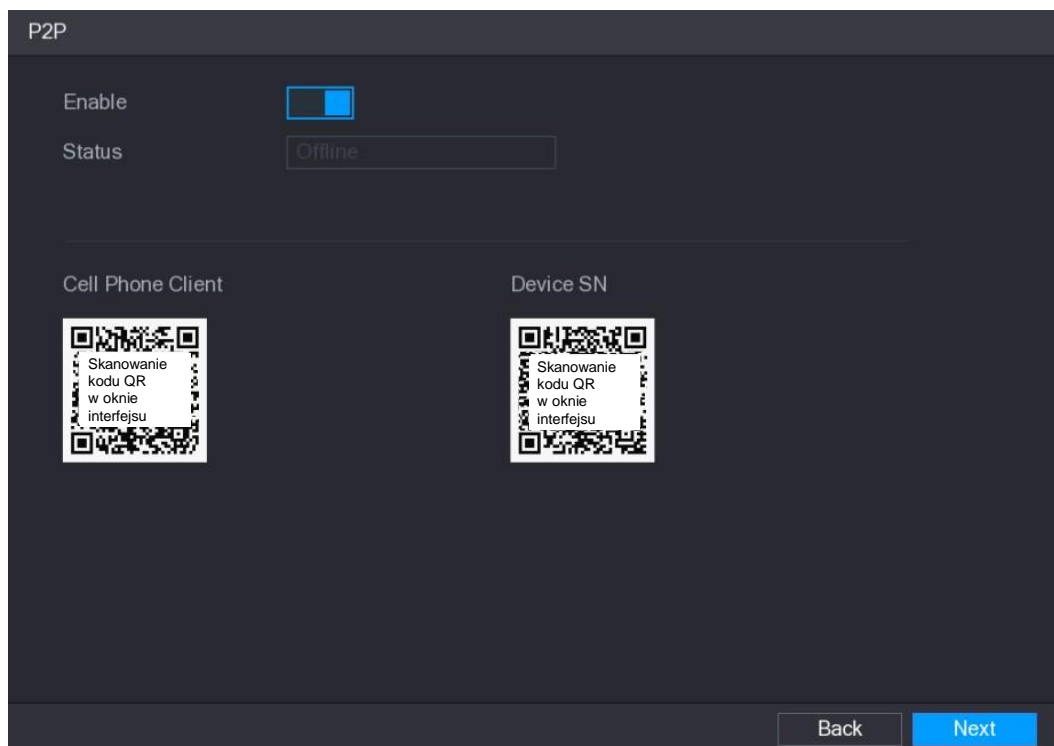 P2P
Enable
Status
Offline
Cell Phone Client
Device SN
Skanowanie
kodu QR
w oknie
interfejsu
Skanowanie
kodu QR
w oknie
interfejsu
Back
Next